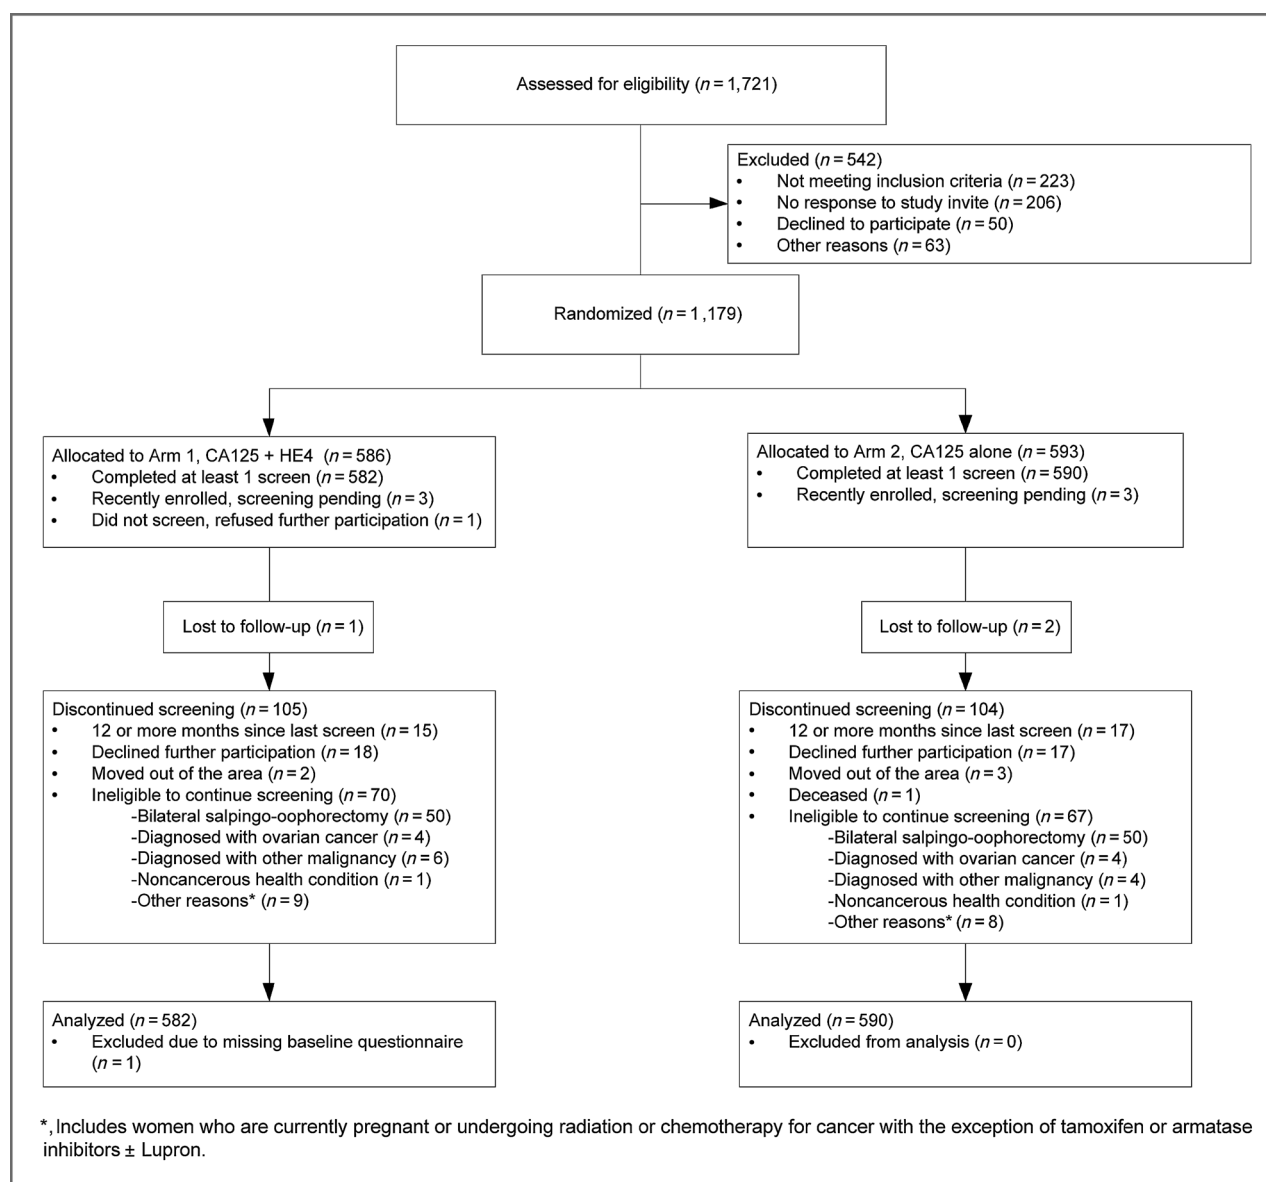 Assessed for eligibility (n = 1,721)
Excluded (n = 542)
• Not meeting inclusion criteria (n = 223)
• No response to study invite (n = 206)
• Declined to participate (n = 50)
• Other reasons (n = 63)
Randomized (n = 1,179)
Allocated to Arm 1, CA125 + HE4 (n = 586)
• Completed at least 1 screen (n = 582)
• Recently enrolled, screening pending (n = 3)
• Did not screen, refused further participation (n = 1)
Allocated to Arm 2, CA125 alone (n = 593)
• Completed at least 1 screen (n = 590)
• Recently enrolled, screening pending (n = 3)
Lost to follow-up (n = 1)
Lost to follow-up (n = 2)
Discontinued screening (n = 105)
• 12 or more months since last screen (n = 15)
• Declined further participation (n = 18)
• Moved out of the area (n = 2)
• Ineligible to continue screening (n = 70)
-Bilateral salpingo-oophorectomy (n = 50)
-Diagnosed with ovarian cancer (n = 4)
-Diagnosed with other malignancy (n = 6)
-Noncancerous health condition (n = 1)
-Other reasons* (n = 9)
Discontinued screening (n = 104)
• 12 or more months since last screen (n = 17)
• Declined further participation (n = 17)
• Moved out of the area (n = 3)
• Deceased (n = 1)
• Ineligible to continue screening (n = 67)
-Bilateral salpingo-oophorectomy (n = 50)
-Diagnosed with ovarian cancer (n = 4)
-Diagnosed with other malignancy (n = 4)
-Noncancerous health condition (n = 1)
-Other reasons* (n = 8)
Analyzed (n = 582)
• Excluded due to missing baseline questionnaire
(n = 1)
Analyzed (n = 590)
• Excluded from analysis (n = 0)
*, Includes women who are currently pregnant or undergoing radiation or chemotherapy for cancer with the exception of tamoxifen or armatase
inhibitors ± Lupron.